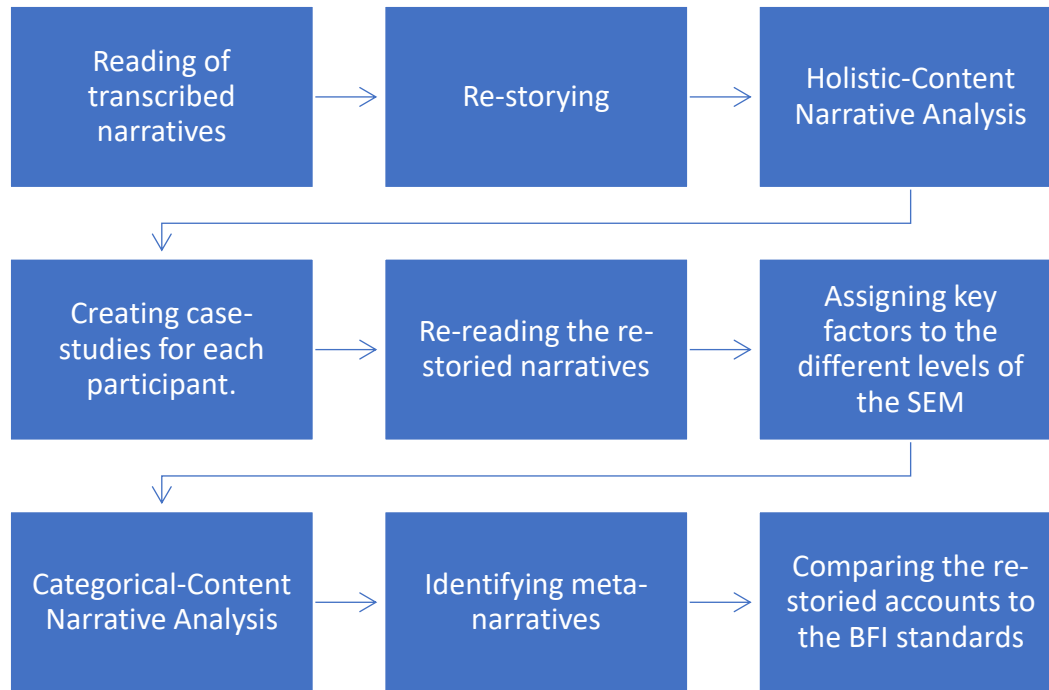 Reading of
transcribed
narratives
Re-storying
Holistic-Content
Narrative Analysis
Creating case-
studies for each
participant.
Re-reading the re-
storied narratives
Assigning key
factors to the
different levels of
the SEM
Categorical-Content
Narrative Analysis
Identifying meta-
narratives
Comparing the re-
storied accounts to
the BFI standards